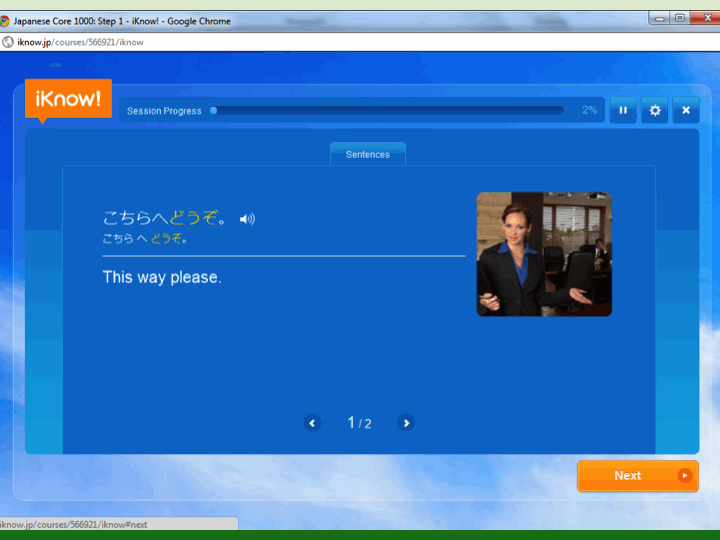 Japanese Core 1000: Step 1 - iKnow! - Google Chrome
iknow.jp/courses/566921/iknow
iKnow!
Session Progress 2%
Sentences
こちらへどうぞ。
こちら へ どうぞ。
This way please.
1 / 2
Next
know.jp/courses/566921/iknow#next